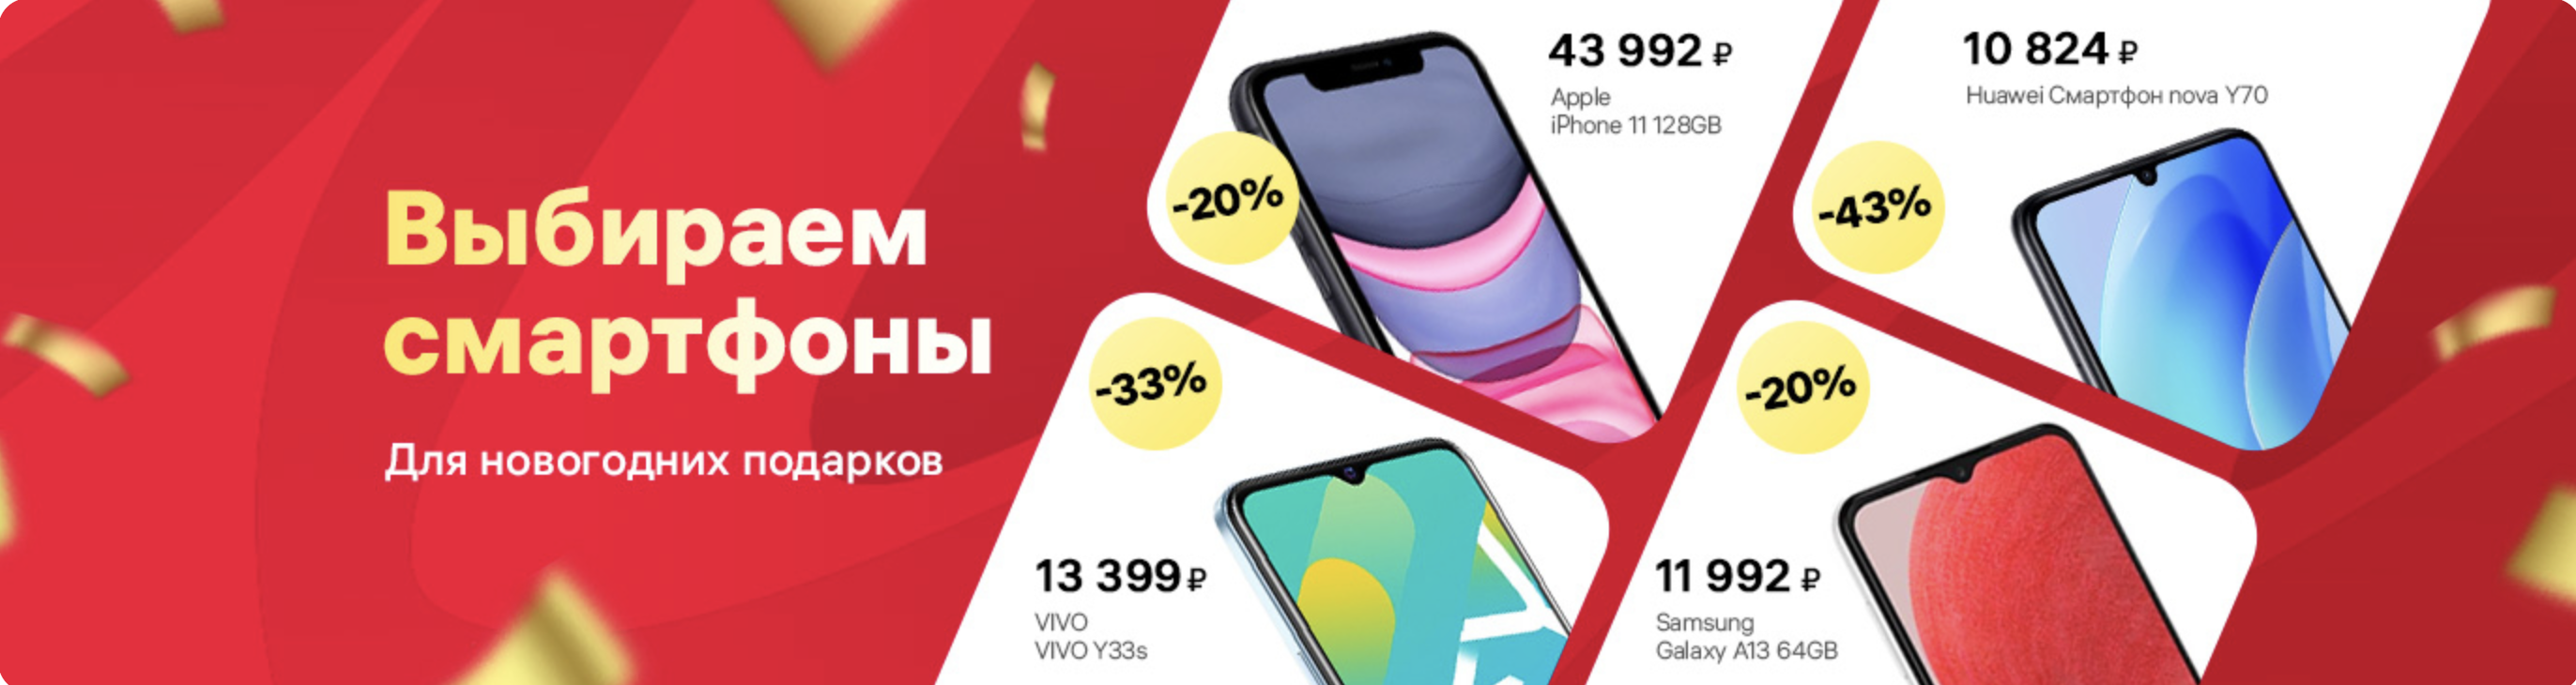 Выбираем
смартфоны
Для новогодних подарков
43 992 ₽
Apple
iPhone 11 128GB
-20%
10 824 ₽
Huawei Смартфон nova Y70
-43%
-33%
13 399 ₽
VIVO
VIVO Y33s
-20%
11 992 ₽
Samsung
Galaxy A13 64GB